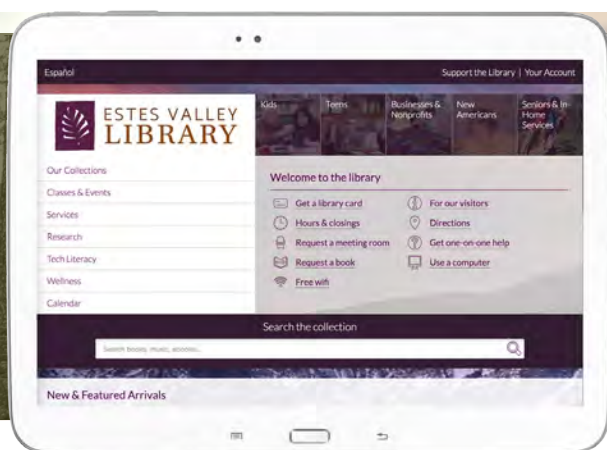 Español
Support the Library | Your Account
ESTES VALLEY
LIBRARY
Kids
Teens
Businesses &
Nonprofits
New
Americans
Seniors & In-
Home
Services
Our Collections
Classes & Events
Services
Research
Tech Literacy
Wellness
Calendar
Welcome to the library
Get a library card
Hours & closings
Request a meeting room
Request a book
Free wifi
For our visitors
Directions
Get one-on-one help
Use a computer
Search the collection
Search books, music, movies...
New & Featured Arrivals